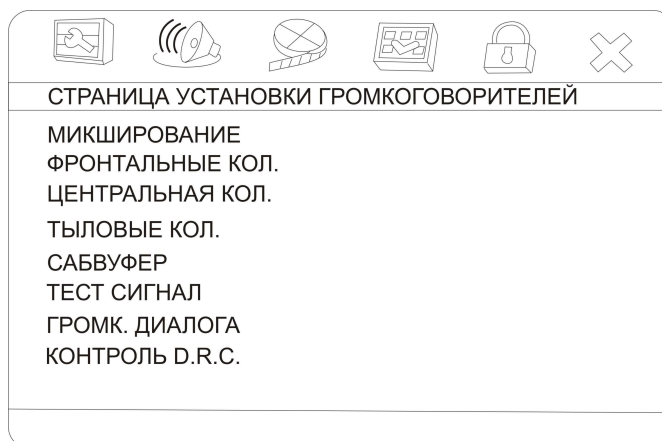 СТРАНИЦА УСТАНОВКИ ГРОМКОГОВОРИТЕЛЕЙ
МИКШИРОВАНИЕ
ФРОНТАЛЬНЫЕ КОЛ.
ЦЕНТРАЛЬНАЯ КОЛ.
ТЫЛОВЫЕ КОЛ.
САБВУФЕР
ТЕСТ СИГНАЛ
ГРОМК. ДИАЛОГА
КОНТРОЛЬ D.R.C.